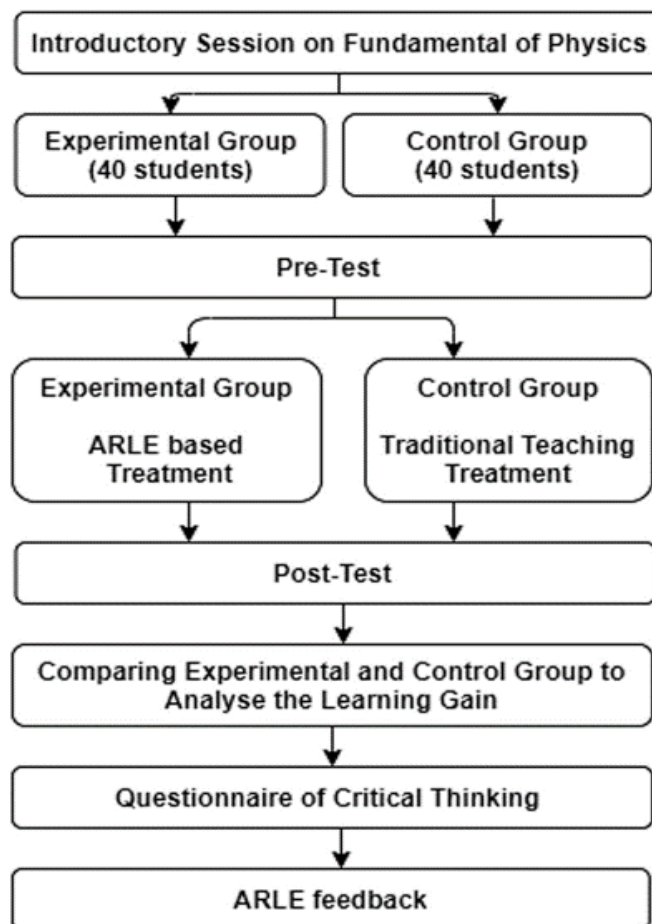 Introductory Session on Fundamental of Physics
Experimental Group
(40 students)
Control Group
(40 students)
Pre-Test
Experimental Group
ARLE based
Treatment
Control Group
Traditional Teaching
Treatment
Post-Test
Comparing Experimental and Control Group to
Analyse the Learning Gain
Questionnaire of Critical Thinking
ARLE feedback